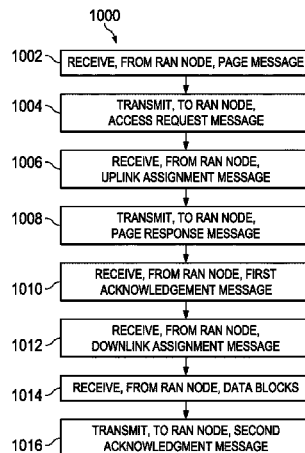 1000
1002
RECEIVE, FROM RAN NODE, PAGE MESSAGE
1004
TRANSMIT, TO RAN NODE,
ACCESS REQUEST MESSAGE
1006
RECEIVE, FROM RAN NODE,
UPLINK ASSIGNMENT MESSAGE
1008
TRANSMIT, TO RAN NODE,
PAGE RESPONSE MESSAGE
1010
RECEIVE, FROM RAN NODE, FIRST
ACKNOWLEDGEMENT MESSAGE
1012
RECEIVE, FROM RAN NODE,
DOWNLINK ASSIGNMENT MESSAGE
1014
RECEIVE, FROM RAN NODE, DATA BLOCKS
1016
TRANSMIT, TO RAN NODE, SECOND
ACKNOWLEDGMENT MESSAGE